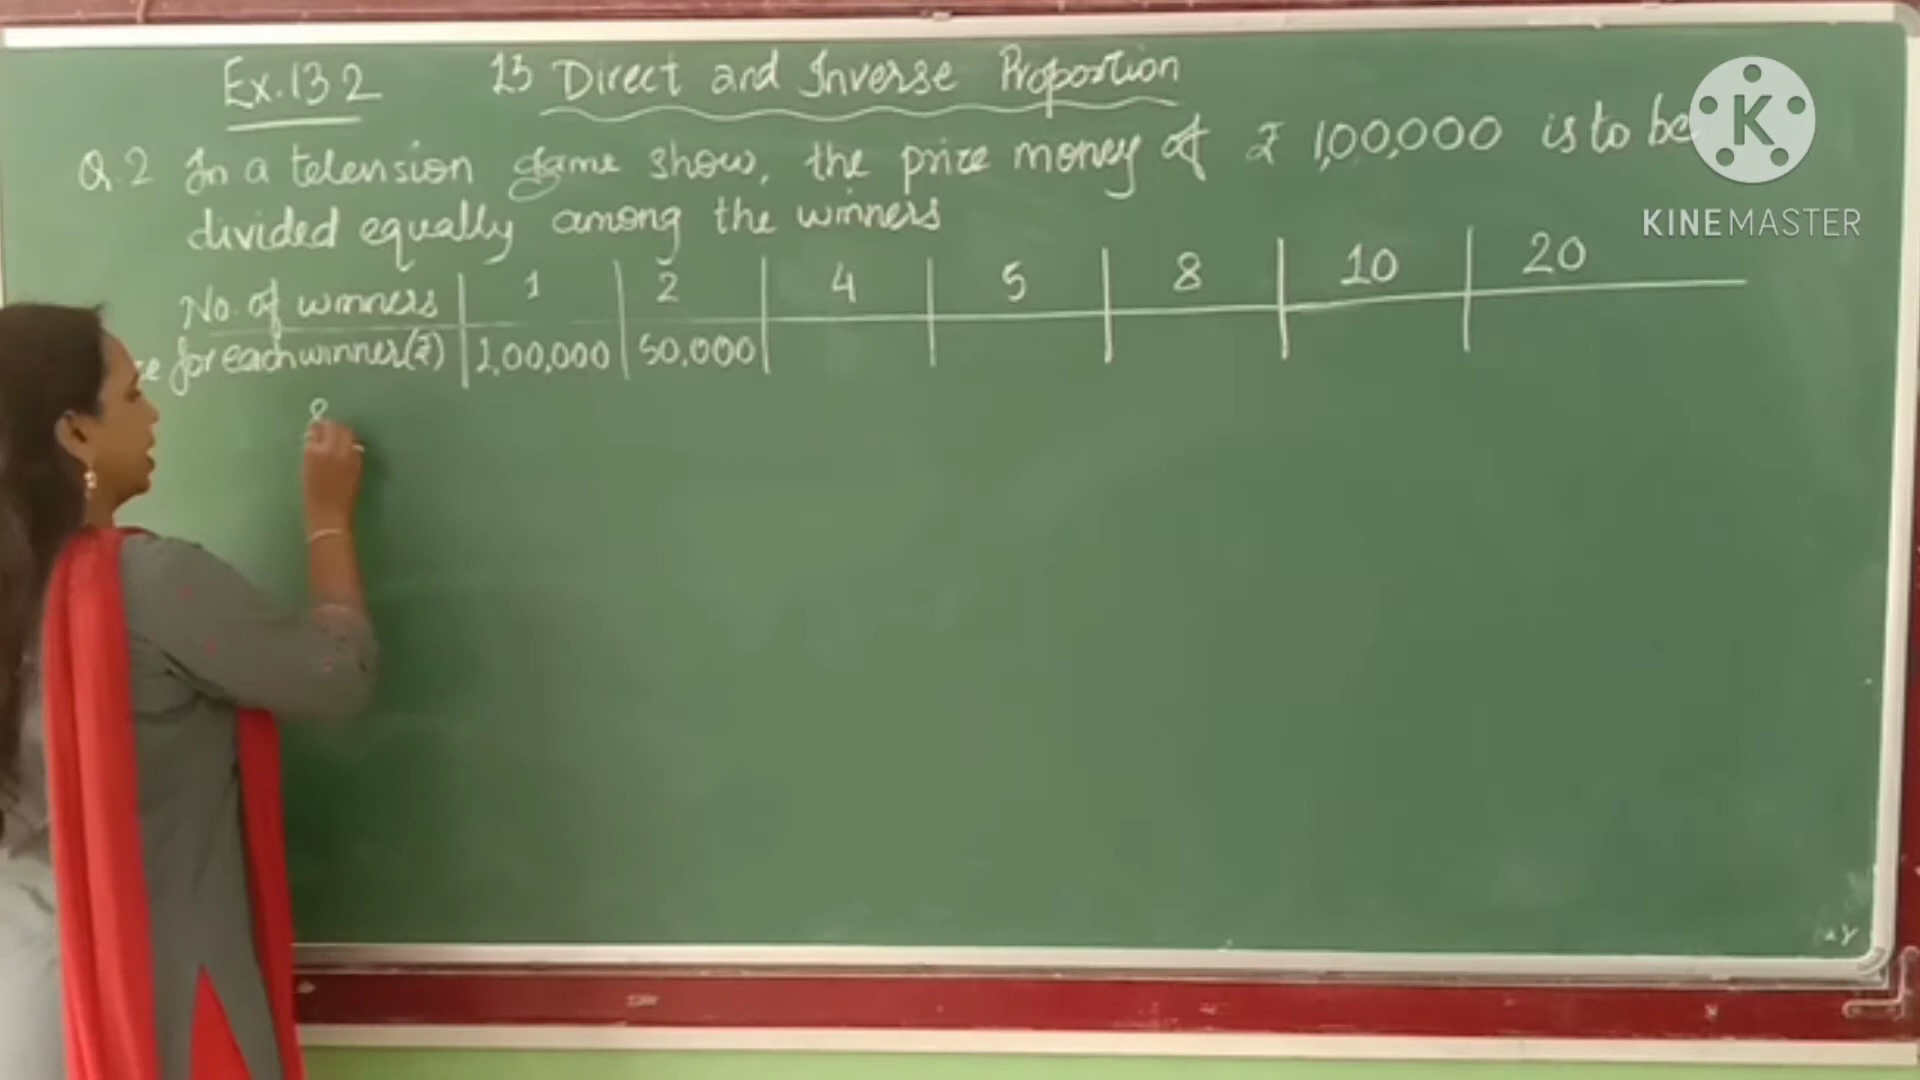 Ex.13 2 13 Direct and Inverse Proportion
Q.2 In a telension game show, the prize money of ₹ 1,00,000 is to be
divided equally among the winners
No. of winners 1 2 4 5 8 10 20
for each winner (₹) 1,00,000 50,000
8
K
KINEMASTER